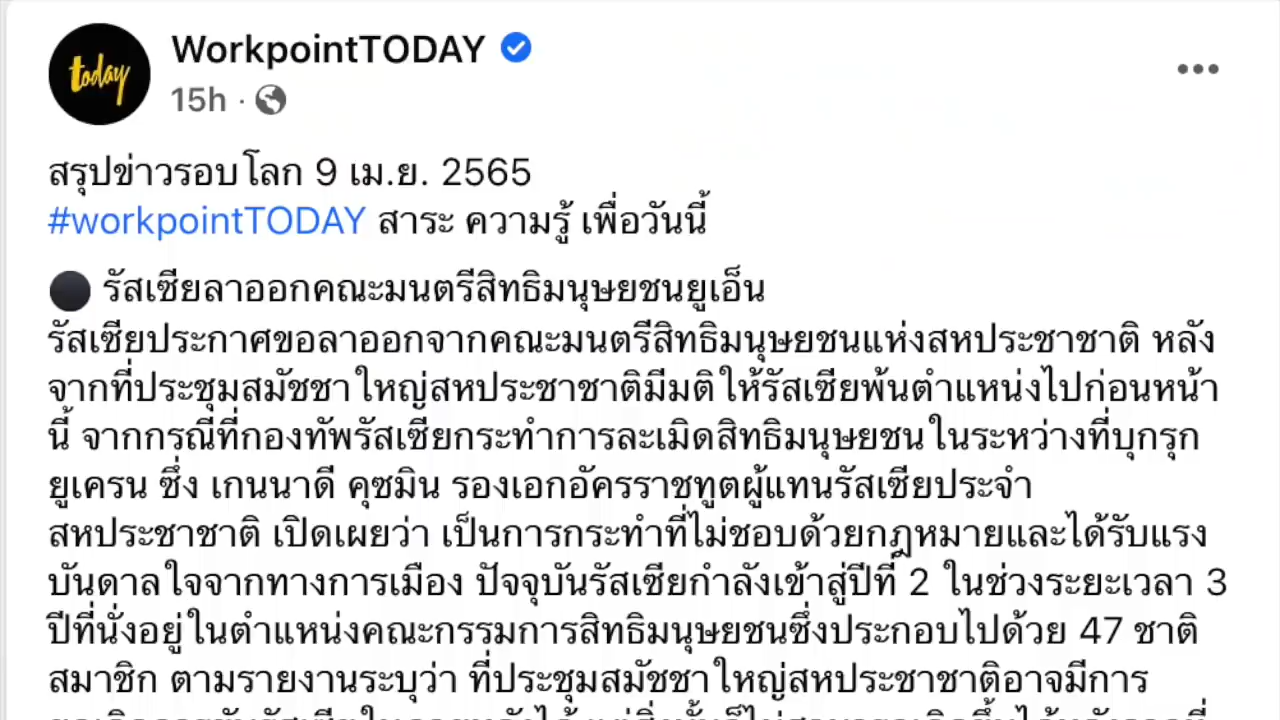 today
WorkpointTODAY
15h ·
สรุปข่าวรอบโลก 9 เม.ย. 2565
#workpointTODAY สาระ ความรู้ เพื่อวันนี้
รัสเซียลาออกคณะมนตรีสิทธิมนุษยชนยูเอ็น
รัสเซียประกาศขอลาออกจากคณะมนตรีสิทธิมนุษยชนแห่งสหประชาชาติ หลัง
จากที่ประชุมสมัชชาใหญ่สหประชาชาติมีมติให้รัสเซียพ้นตำแหน่งไปก่อนหน้า
นี้ จากกรณีที่กองทัพรัสเซียกระทำการละเมิดสิทธิมนุษยชนในระหว่างที่บุกรุก
ยูเครน ซึ่ง เกนนาดี คุซมิน รองเอกอัครราชทูตผู้แทนรัสเซียประจำ
สหประชาชาติ เปิดเผยว่า เป็นการกระทำที่ไม่ชอบด้วยกฎหมายและได้รับแรง
บันดาลใจจากทางการเมือง ปัจจุบันรัสเซียกำลังเข้าสู่ปีที่ 2 ในช่วงระยะเวลา 3
ปีที่นั่งอยู่ในตำแหน่งคณะกรรมการสิทธิมนุษยชนซึ่งประกอบไปด้วย 47 ชาติ
สมาชิก ตามรายงานระบุว่า ที่ประชุมสมัชชาใหญ่สหประชาชาติอาจมีการ